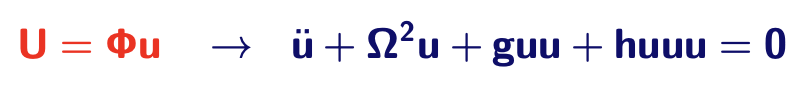 U = Φu → ü + Ω²u + guu + huuu = 0